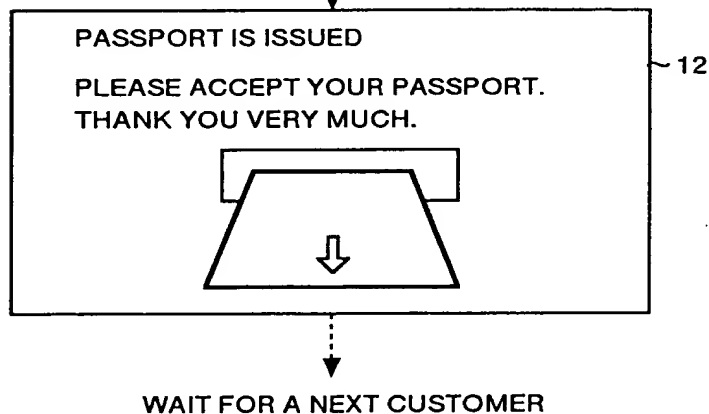 PASSPORT IS ISSUED
12
PLEASE ACCEPT YOUR PASSPORT.
THANK YOU VERY MUCH.
WAIT FOR A NEXT CUSTOMER